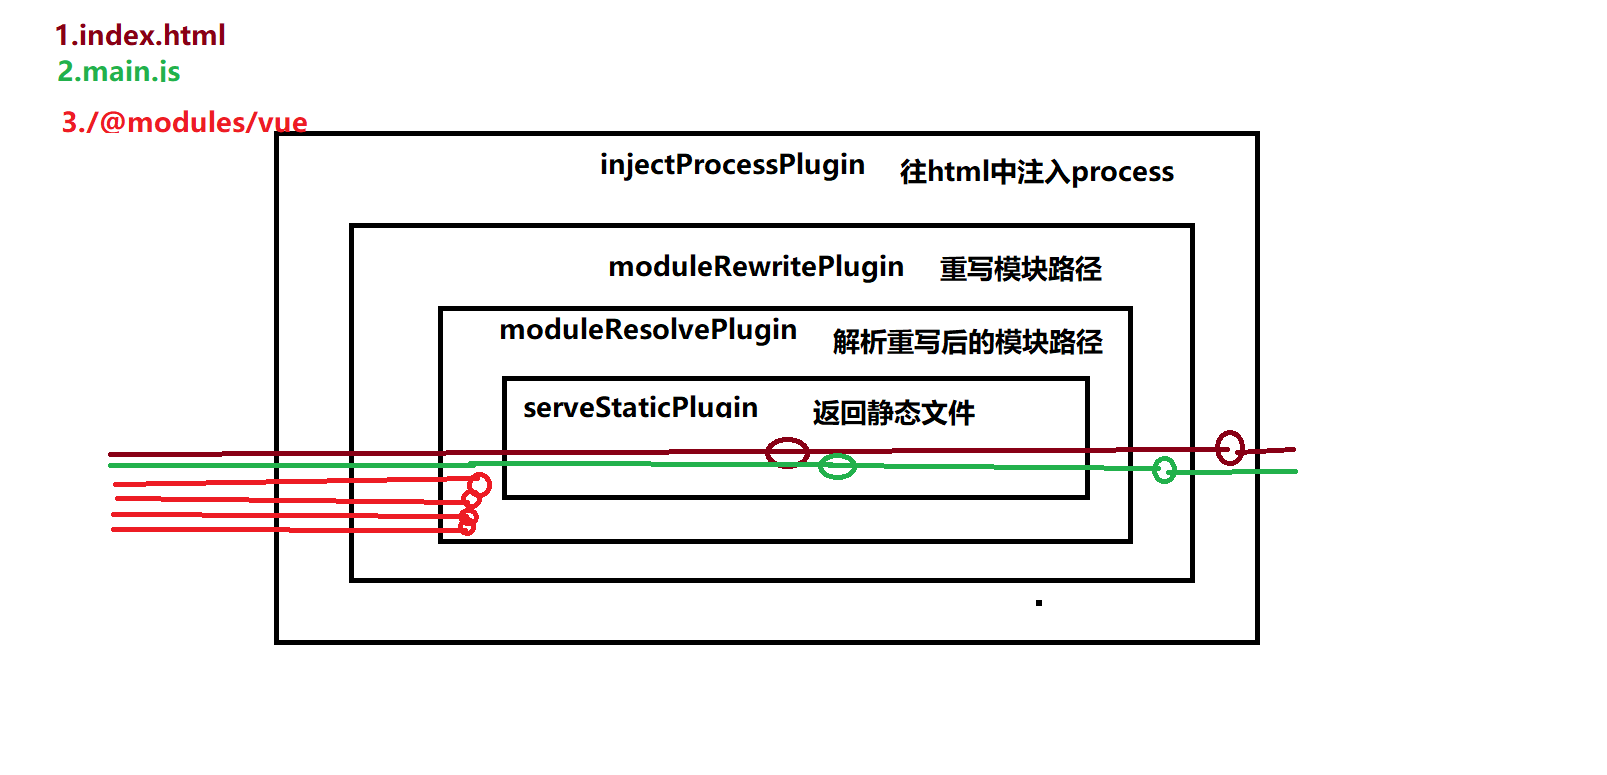 1.index.html
2.main.js
3./@modules/vue
injectProcessPlugin 往html中注入process
moduleRewritePlugin 重写模块路径
moduleResolvePlugin 解析重写后的模块路径
serveStaticPlugin 返回静态文件